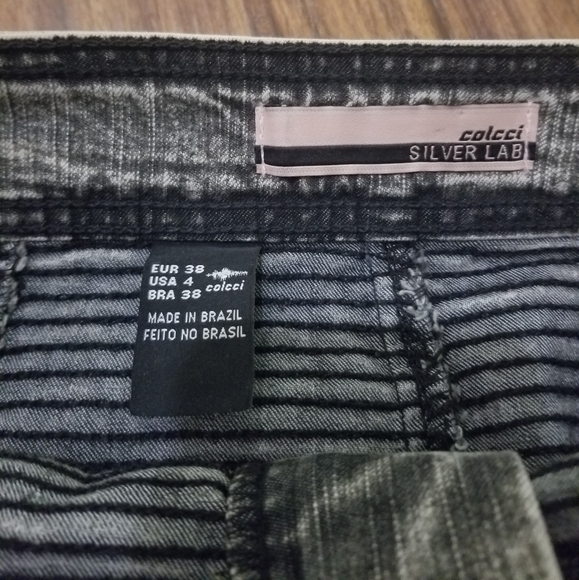 colcci
SILVER LAB
EUR 38
USA 4
BRA 38
colcci
MADE IN BRAZIL
FEITO NO BRASIL